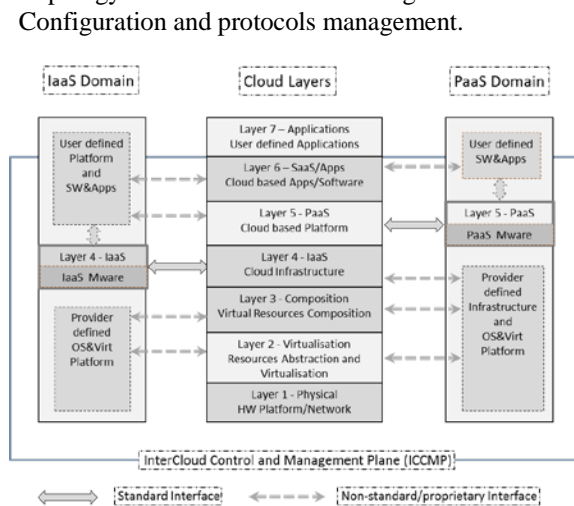 Configuration and protocols management.
IaaS Domain
Cloud Layers
PaaS Domain
User defined
Platform
and
SW&Apps
Layer 4 - IaaS
IaaS Mware
Provider
defined
OS&Virt
Platform
Layer 7 – Applications
User defined Applications
Layer 6 – SaaS/Apps
Cloud based Apps/Software
Layer 5 - PaaS
Cloud based Platform
Layer 4 - IaaS
Cloud Infrastructure
Layer 3 - Composition
Virtual Resources Composition
Layer 2 - Virtualisation
Resources Abstraction and
Virtualisation
Layer 1 - Physical
HW Platform/Network
User defined
SW&Apps
Layer 5 - PaaS
PaaS Mware
Provider
defined
Infrastructure
and
OS&Virt
Platform
InterCloud Control and Management Plane (ICCMP)
Standard Interface
Non-standard/proprietary Interface